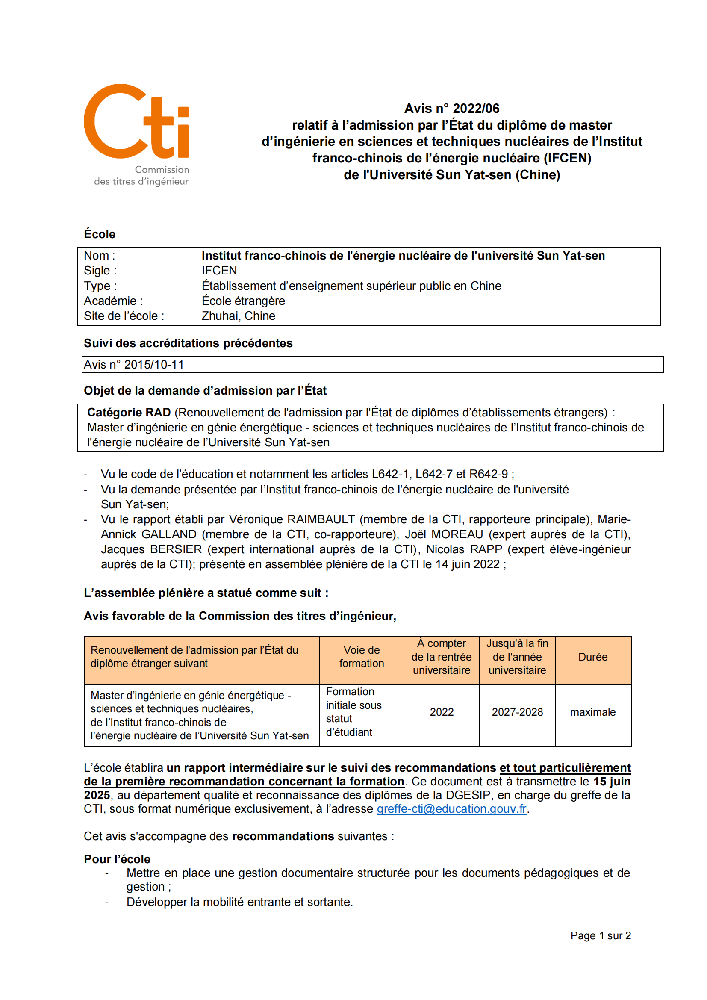 Cti
Commission
des titres d’ingénieur
Avis n° 2022/06
relatif à l’admission par l’État du diplôme de master
d’ingénierie en sciences et techniques nucléaires de l’Institut
franco-chinois de l’énergie nucléaire (IFCEN)
de l'Université Sun Yat-sen (Chine)
École
Nom : Institut franco-chinois de l'énergie nucléaire de l'université Sun Yat-sen
Sigle : IFCEN
Type : Établissement d’enseignement supérieur public en Chine
Académie : École étrangère
Site de l’école : Zhuhai, Chine
Suivi des accréditations précédentes
Avis n° 2015/10-11
Objet de la demande d’admission par l’État
Catégorie RAD (Renouvellement de l'admission par l'État de diplômes d’établissements étrangers) :
Master d’ingénierie en génie énergétique - sciences et techniques nucléaires de l’Institut franco-chinois de
l'énergie nucléaire de l’Université Sun Yat-sen
- Vu le code de l’éducation et notamment les articles L642-1, L642-7 et R642-9 ;
- Vu la demande présentée par l’Institut franco-chinois de l'énergie nucléaire de l'université
Sun Yat-sen;
- Vu le rapport établi par Véronique RAIMBAULT (membre de la CTI, rapporteure principale), Marie-
Annick GALLAND (membre de la CTI, co-rapporteure), Joël MOREAU (expert auprès de la CTI),
Jacques BERSIER (expert international auprès de la CTI), Nicolas RAPP (expert élève-ingénieur
auprès de la CTI); présenté en assemblée plénière de la CTI le 14 juin 2022 ;
L’assemblée plénière a statué comme suit :
Avis favorable de la Commission des titres d’ingénieur,
Renouvellement de l'admission par l’État du
diplôme étranger suivant
Voie de
formation
À compter
de la rentrée
universitaire
Jusqu'à la fin
de l'année
universitaire
Durée
Master d’ingénierie en génie énergétique -
sciences et techniques nucléaires,
de l’Institut franco-chinois de
l'énergie nucléaire de l’Université Sun Yat-sen
Formation
initiale sous
statut
d’étudiant
2022
2027-2028
maximale
L’école établira un rapport intermédiaire sur le suivi des recommandations et tout particulièrement
de la première recommandation concernant la formation. Ce document est à transmettre le 15 juin
2025, au département qualité et reconnaissance des diplômes de la DGESIP, en charge du greffe de la
CTI, sous format numérique exclusivement, à l’adresse greffe-cti@education.gouv.fr.
Cet avis s'accompagne des recommandations suivantes :
Pour l’école
- Mettre en place une gestion documentaire structurée pour les documents pédagogiques et de
gestion ;
- Développer la mobilité entrante et sortante.
Page 1 sur 2